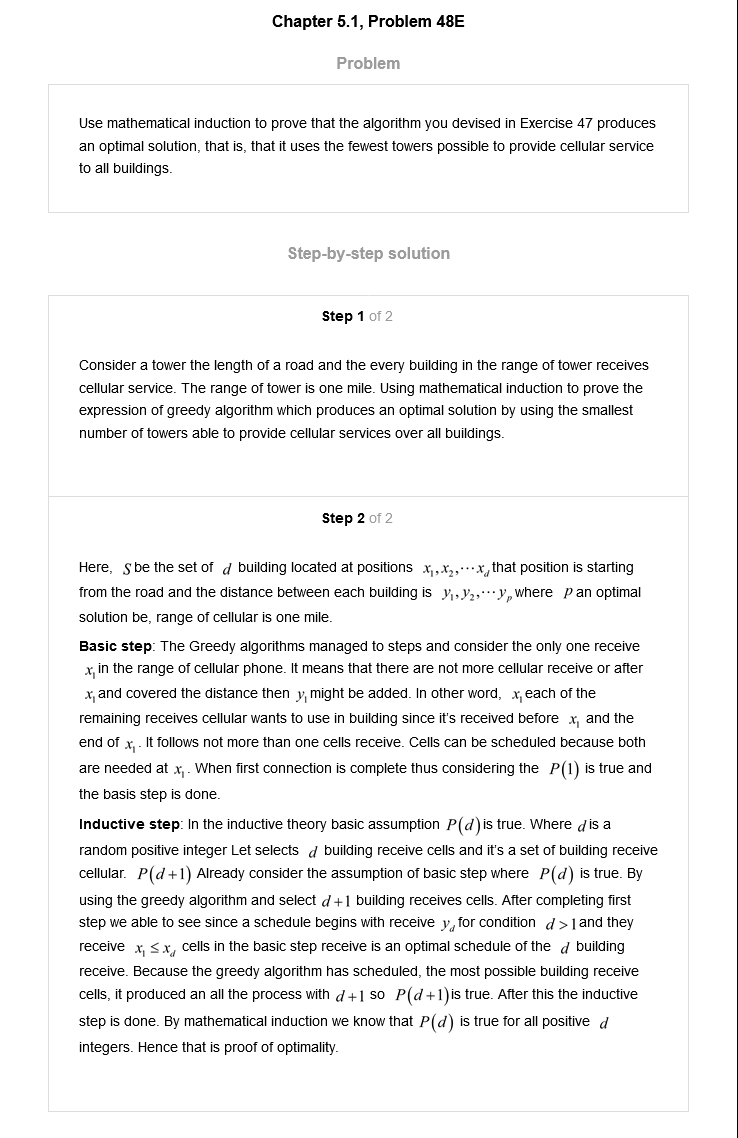 Chapter 5.1, Problem 48E
Problem
Use mathematical induction to prove that the algorithm you devised in Exercise 47 produces
an optimal solution, that is, that it uses the fewest towers possible to provide cellular service
to all buildings.
Step-by-step solution
Step 1 of 2
Consider a tower the length of a road and the every building in the range of tower receives
cellular service. The range of tower is one mile. Using mathematical induction to prove the
expression of greedy algorithm which produces an optimal solution by using the smallest
number of towers able to provide cellular services over all buildings.
Step 2 of 2
Here, S be the set of d building located at positions x₁, x₂, ⋯ x_d that position is starting
from the road and the distance between each building is y₁, y₂, ⋯ y_p where p an optimal
solution be, range of cellular is one mile.
Basic step: The Greedy algorithms managed to steps and consider the only one receive
x₁ in the range of cellular phone. It means that there are not more cellular receive or after
x₁ and covered the distance then y₁ might be added. In other word, x₁ each of the
remaining receives cellular wants to use in building since it's received before x₁ and the
end of x₁. It follows not more than one cells receive. Cells can be scheduled because both
are needed at x₁. When first connection is complete thus considering the P(1) is true and
the basis step is done.
Inductive step: In the inductive theory basic assumption P(d) is true. Where d is a
random positive integer Let selects d building receive cells and it's a set of building receive
cellular. P(d+1) Already consider the assumption of basic step where P(d) is true. By
using the greedy algorithm and select d+1 building receives cells. After completing first
step we able to see since a schedule begins with receive y_d for condition d>1 and they
receive x₁ ≤ x_d cells in the basic step receive is an optimal schedule of the d building
receive. Because the greedy algorithm has scheduled, the most possible building receive
cells, it produced an all the process with d+1 so P(d+1) is true. After this the inductive
step is done. By mathematical induction we know that P(d) is true for all positive d
integers. Hence that is proof of optimality.